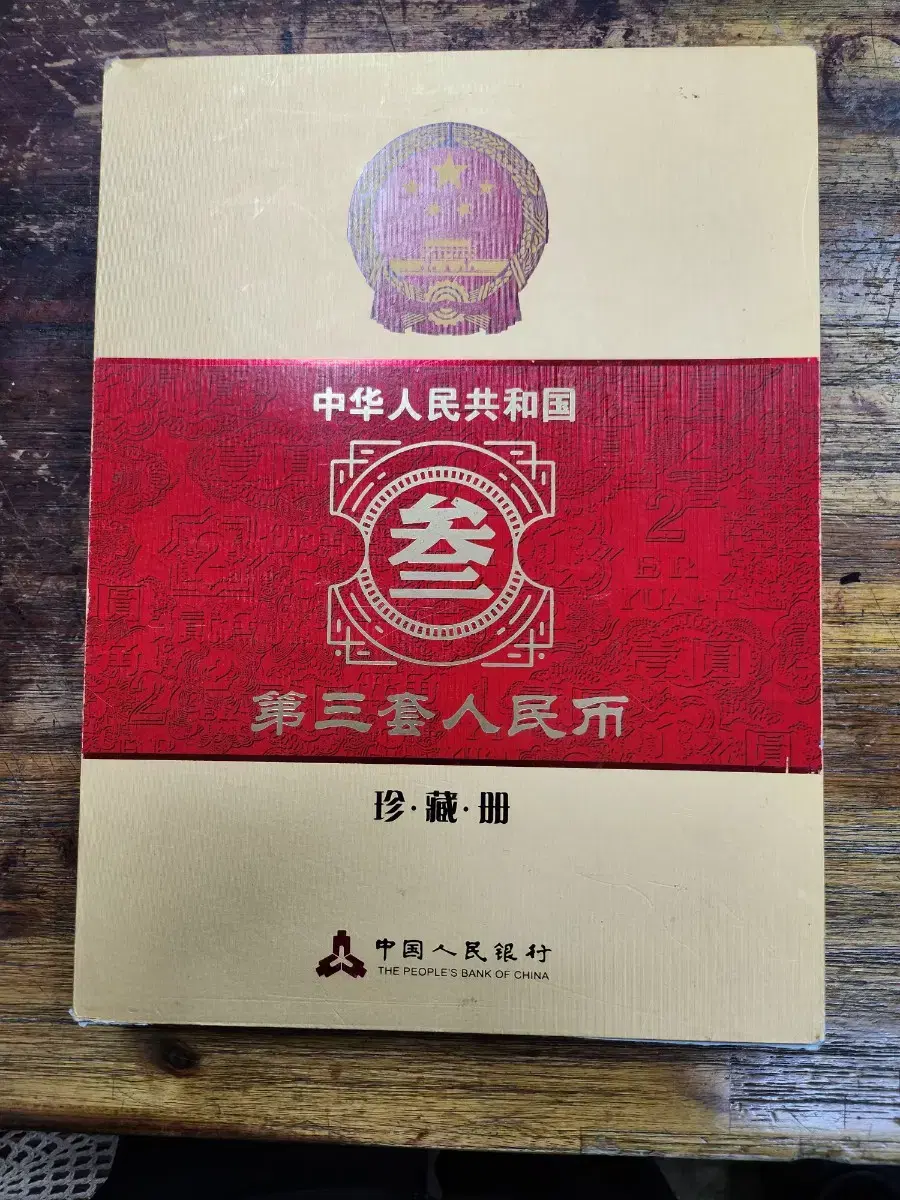 中华人民共和国
叁
第三套人民币
珍·藏·册
中国人民银行
THE PEOPLE'S BANK OF CHINA